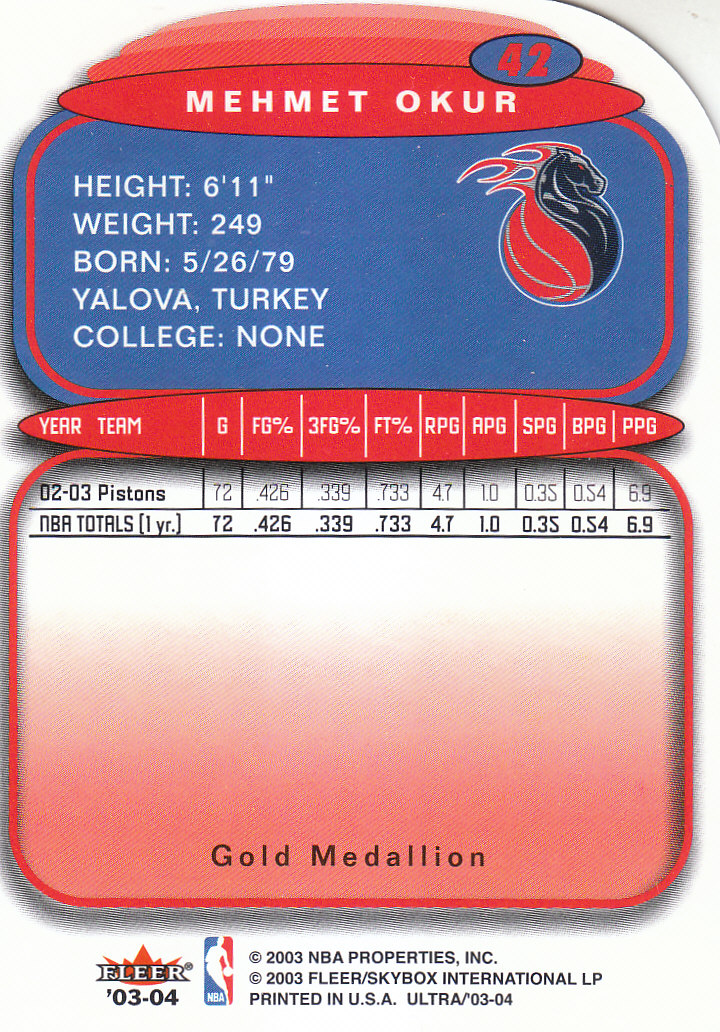 42
MEHMET OKUR
HEIGHT: 6'11"
WEIGHT: 249
BORN: 5/26/79
YALOVA, TURKEY
COLLEGE: NONE
YEAR TEAM G FG% 3FG% FT% RPG APG SPG BPG PPG
02-03 Pistons 72 .426 .339 .733 4.7 1.0 0.35 0.54 6.9
NBA TOTALS (1 yr.) 72 .426 .339 .733 4.7 1.0 0.35 0.54 6.9
Gold Medallion
FLEER®
'03-04
NBA
© 2003 NBA PROPERTIES, INC.
© 2003 FLEER/SKYBOX INTERNATIONAL LP
PRINTED IN U.S.A. ULTRA/'03-04